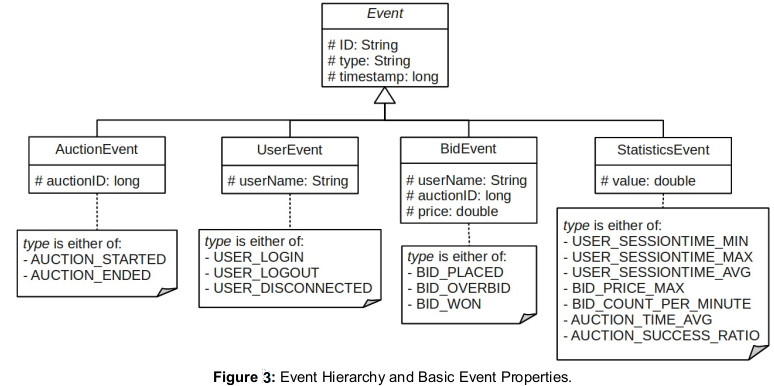 Event
# ID: String
# type: String
# timestamp: long
AuctionEvent
# auctionID: long
type is either of:
- AUCTION_STARTED
- AUCTION_ENDED
UserEvent
# userName: String
type is either of:
- USER_LOGIN
- USER_LOGOUT
- USER_DISCONNECTED
BidEvent
# userName: String
# auctionID: long
# price: double
type is either of:
- BID_PLACED
- BID_OVERBID
- BID_WON
StatisticsEvent
# value: double
type is either of:
- USER_SESSIONTIME_MIN
- USER_SESSIONTIME_MAX
- USER_SESSIONTIME_AVG
- BID_PRICE_MAX
- BID_COUNT_PER_MINUTE
- AUCTION_TIME_AVG
- AUCTION_SUCCESS_RATIO
Figure 3: Event Hierarchy and Basic Event Properties.